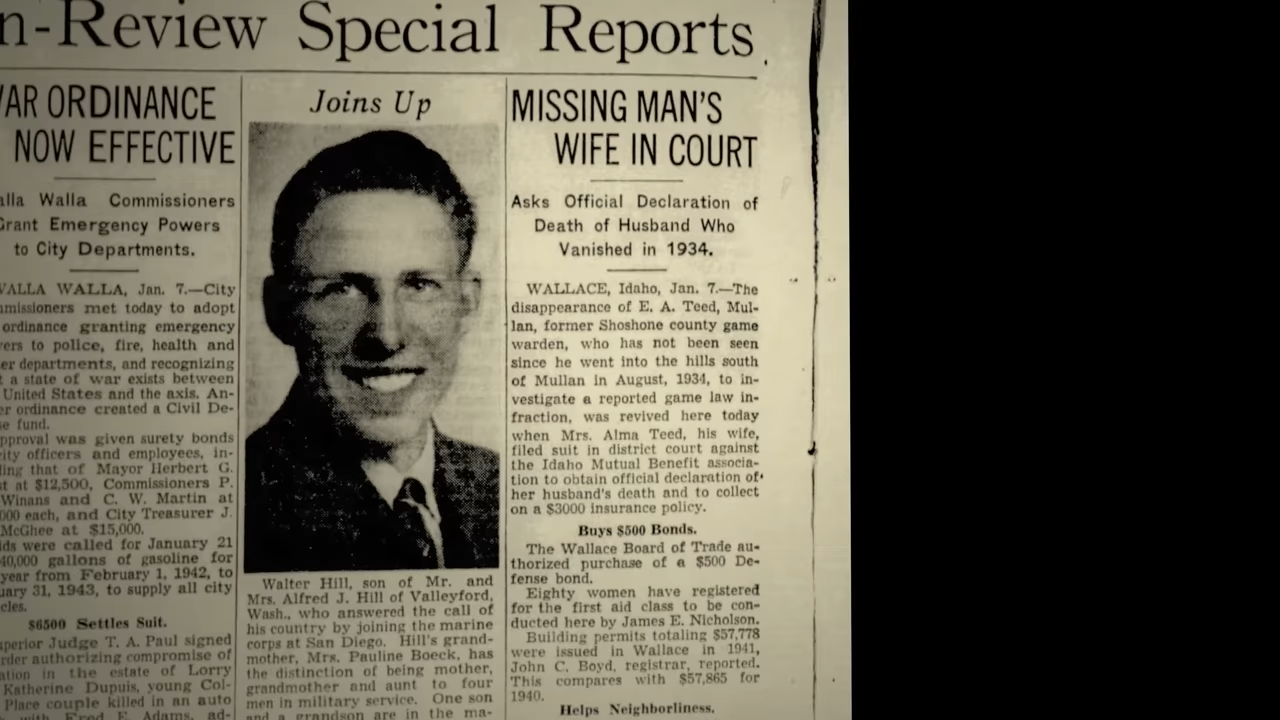 n-Review Special Reports
WAR ORDINANCE
NOW EFFECTIVE
alla Walla Commissioners
Grant Emergency Powers
to City Departments.
WALLA WALLA, Jan. 7.—City
mmissioners met today to adopt
ordinance granting emergency
ers to police, fire, health and
er departments, and recognizing
t a state of war exists between
United States and the axis. An-
er ordinance created a Civil De-
se fund.
pproval was given surety bonds
ity officers and employees, in-
ling that of Mayor Herbert G.
st at $12,500, Commissioners P.
Winans and C. W. Martin at
000 each, and City Treasurer J.
McGhee at $15,000.
ids were called for January 21
40,000 gallons of gasoline for
year from February 1, 1942, to
uary 31, 1943, to supply all city
cles.
$6500 Settles Suit.
uperior Judge T. A. Paul signed
rder authorizing compromise of
ation in the estate of Lorry
Katherine Dupuis, young Col-
Place couple killed in an auto
with Fred E. Adams, ad-
Joins Up
Walter Hill, son of Mr. and
Mrs. Alfred J. Hill of Valleyford,
Wash., who answered the call of
his country by joining the marine
corps at San Diego. Hill's grand-
mother, Mrs. Pauline Boeck, has
the distinction of being mother,
grandmother and aunt to four
men in military service. One son
and a grandson are in the ma-
MISSING MAN'S
WIFE IN COURT
Asks Official Declaration of
Death of Husband Who
Vanished in 1934.
WALLACE, Idaho, Jan. 7.—The
disappearance of E. A. Teed, Mul-
lan, former Shoshone county game
warden, who has not been seen
since he went into the hills south
of Mullan in August, 1934, to in-
vestigate a reported game law in-
fraction, was revived here today
when Mrs. Alma Teed, his wife,
filed suit in district court against
the Idaho Mutual Benefit associa-
tion to obtain official declaration of
her husband's death and to collect
on a $3000 insurance policy.
Buys $500 Bonds.
The Wallace Board of Trade au-
thorized purchase of a $500 De-
fense bond.
Eighty women have registered
for the first aid class to be con-
ducted here by James E. Nicholson.
Building permits totaling $57,778
were issued in Wallace in 1941,
John C. Boyd, registrar, reported.
This compares with $57,865 for
1940.
Helps Neighborliness.